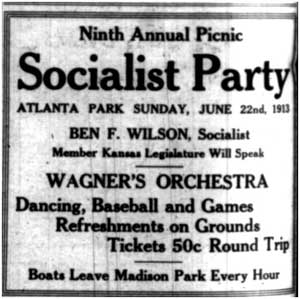 Ninth Annual Picnic
Socialist Party
ATLANTA PARK SUNDAY, JUNE 22nd, 1913
BEN F. WILSON, Socialist
Member Kansas Legislature Will Speak
WAGNER'S ORCHESTRA
Dancing, Baseball and Games
Refreshments on Grounds
Tickets 50c Round Trip
Boats Leave Madison Park Every Hour